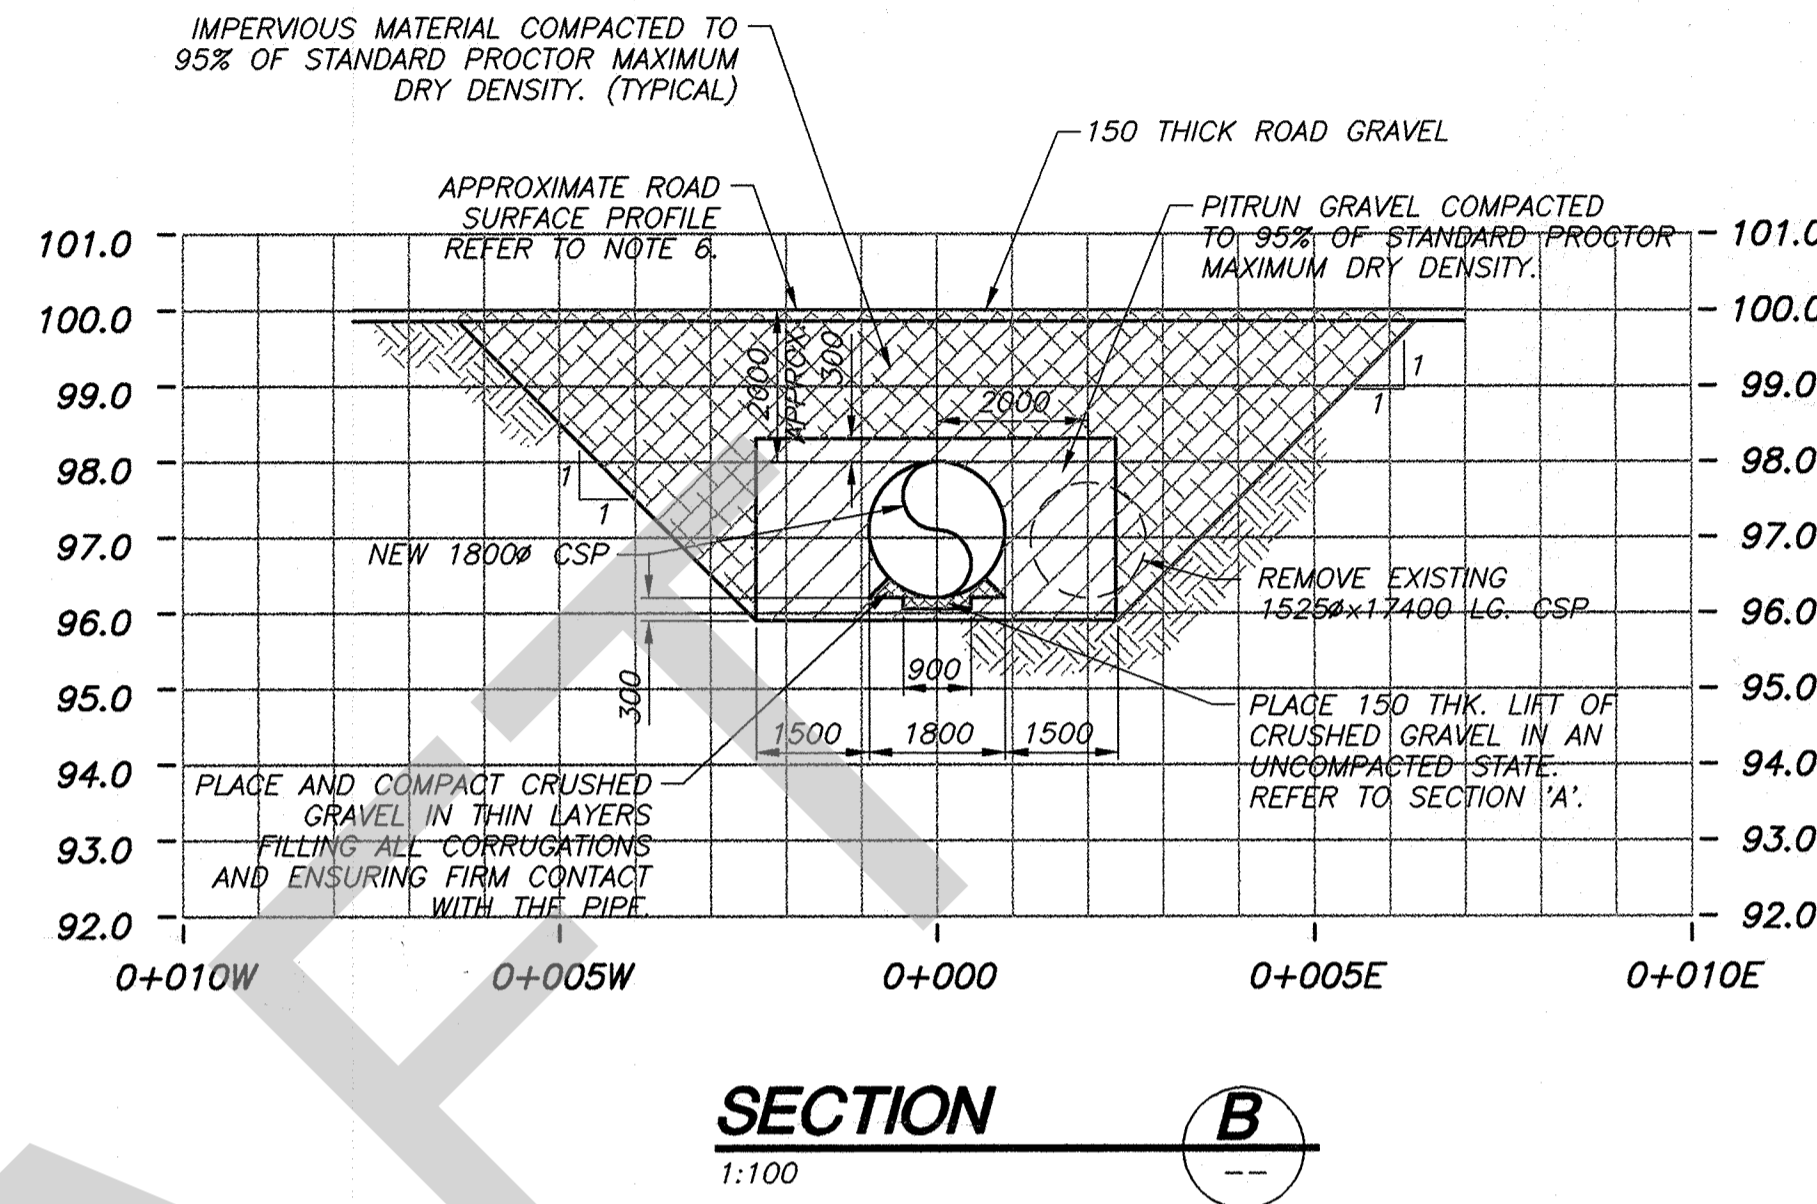 IMPERVIOUS MATERIAL COMPACTED TO
95% OF STANDARD PROCTOR MAXIMUM
DRY DENSITY. (TYPICAL)
150 THICK ROAD GRAVEL
APPROXIMATE ROAD
SURFACE PROFILE
REFER TO NOTE 6.
PITRUN GRAVEL COMPACTED
TO 95% OF STANDARD PROCTOR
MAXIMUM DRY DENSITY.
101.0
100.0
99.0
98.0
97.0
96.0
95.0
94.0
93.0
92.0
101.0
100.0
99.0
98.0
97.0
96.0
95.0
94.0
93.0
92.0
2000
APPROX.
300
2000
1
1
1
1
NEW 1800ø CSP
REMOVE EXISTING
1525øx17400 LG. CSP
300
900
1500
1800
1500
PLACE 150 THK. LIFT OF
CRUSHED GRAVEL IN AN
UNCOMPACTED STATE.
REFER TO SECTION 'A'.
PLACE AND COMPACT CRUSHED
GRAVEL IN THIN LAYERS
FILLING ALL CORRUGATIONS
AND ENSURING FIRM CONTACT
WITH THE PIPE.
0+010W
0+005W
0+000
0+005E
0+010E
SECTION
B
1:100
--